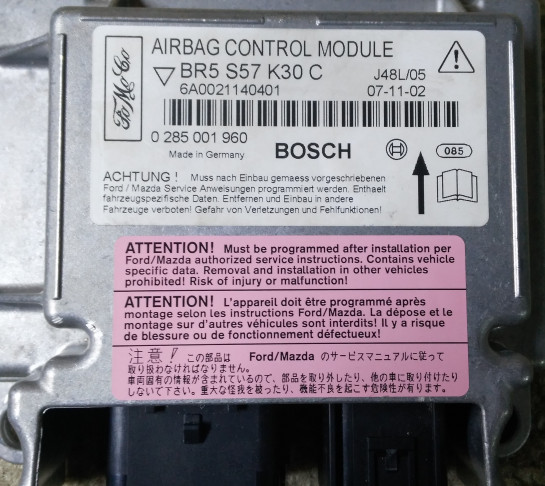 FoMoCo
AIRBAG CONTROL MODULE
BR5 S57 K30 C
J48L/05
6A0021140401
07-11-02
0 285 001 960
Made in Germany
BOSCH
085
ACHTUNG ! Muss nach Einbau gemaess vorgeschriebenen
Ford / Mazda Service Anweisungen programmiert werden. Enthaelt
fahrzeugspezifische Daten. Entfernen und Einbau in andere
Fahrzeuge verboten! Gefahr von Verletzungen und Fehlfunktionen!
ATTENTION! Must be programmed after installation per
Ford/Mazda authorized service instructions. Contains vehicle
specific data. Removal and installation in other vehicles
prohibited! Risk of injury or malfunction!
ATTENTION! L'appareil doit être programmé après
montage selon les instructions Ford/Mazda. La dépose et le
montage sur d'autres véhicules sont interdits! Il y a risque
de blessure ou de fonctionnement défectueux!
注意! この部品は Ford/Mazda のサービスマニュアルに従って
取り扱わなければなりません。
車両固有の情報が含まれているので、部品を取り外したり、他の車に取り付けたり
しないで下さい。重大な怪我を被ったり、機能不良を起こす危険性が有ります。